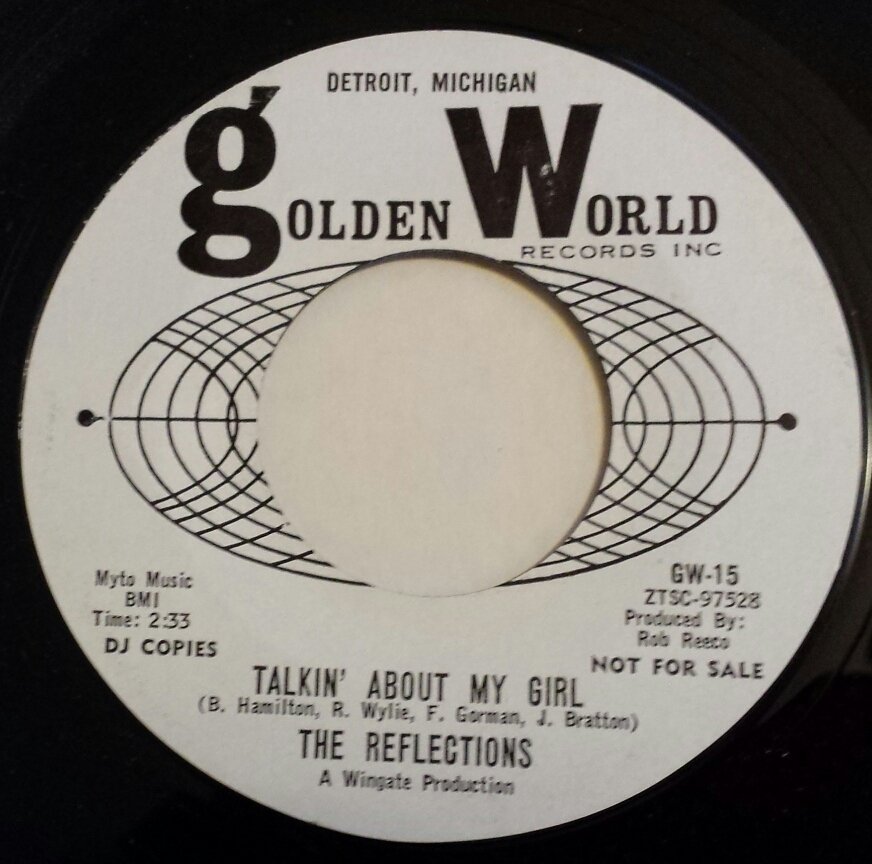 DETROIT, MICHIGAN
gOLDEN WORLD
RECORDS INC
Myto Music
BMI
Time: 2:33
DJ COPIES
GW-15
ZTSC-97528
Produced By:
Rob Reeco
NOT FOR SALE
TALKIN' ABOUT MY GIRL
(B. Hamilton, R. Wylie, F. Gorman, J. Bratton)
THE REFLECTIONS
A Wingate Production